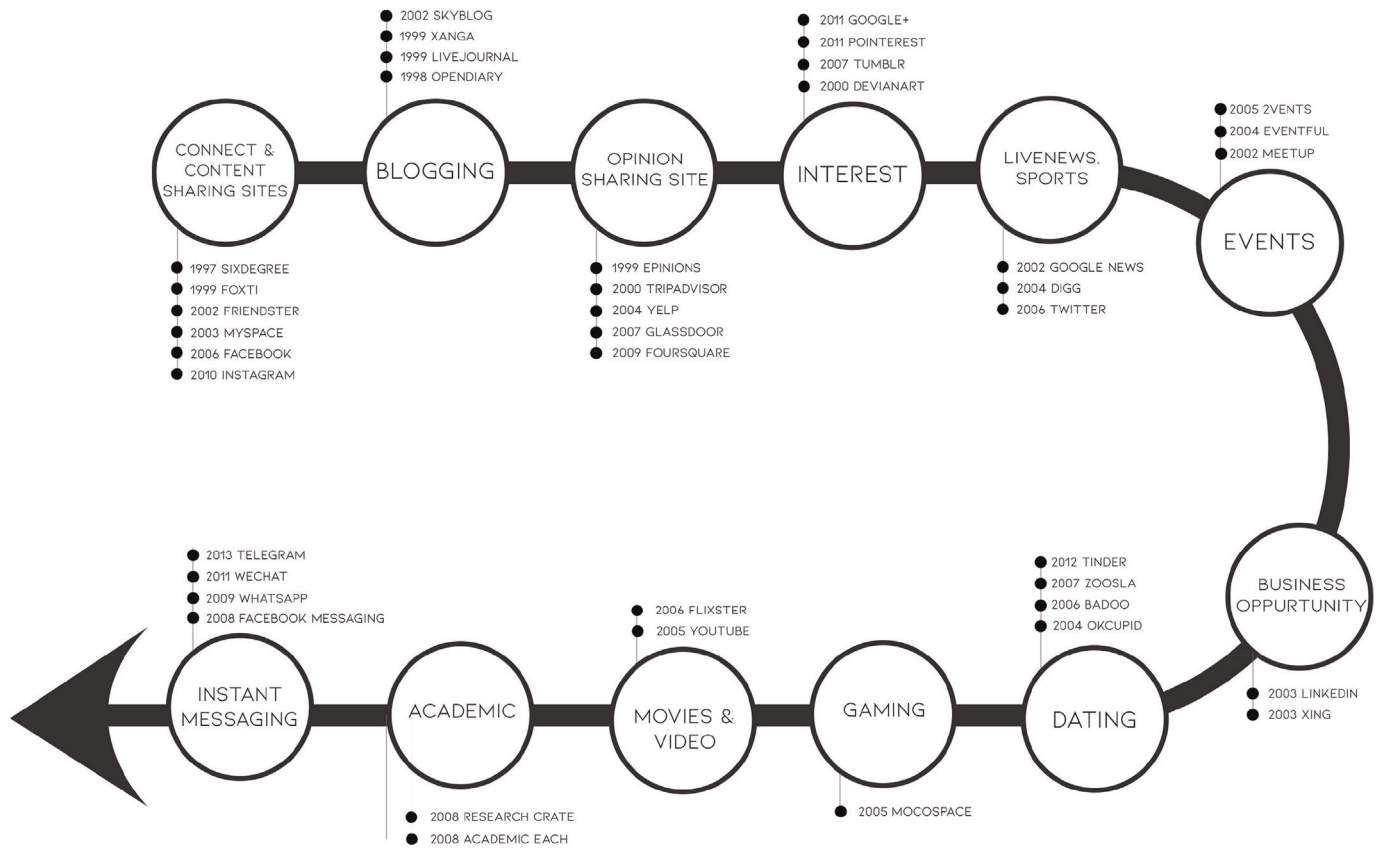 2002 SKYBLOG
1999 XANGA
1999 LIVEJOURNAL
1998 OPENDIARY
2011 GOOGLE+
2011 POINTEREST
2007 TUMBLR
2000 DEVIANART
2005 2VENTS
2004 EVENTFUL
2002 MEETUP
CONNECT &
CONTENT
SHARING SITES
BLOGGING
OPINION
SHARING SITE
INTEREST
LIVENEWS,
SPORTS
EVENTS
1997 SIXDEGREE
1999 FOXTI
2002 FRIENDSTER
2003 MYSPACE
2006 FACEBOOK
2010 INSTAGRAM
1999 EPINIONS
2000 TRIPADVISOR
2004 YELP
2007 GLASSDOOR
2009 FOURSQUARE
2002 GOOGLE NEWS
2004 DIGG
2006 TWITTER
BUSINESS
OPPURTUNITY
2003 LINKEDIN
2003 XING
2012 TINDER
2007 ZOOSLA
2006 BADOO
2004 OKCUPID
DATING
GAMING
2005 MOCOSPACE
2006 FLIXSTER
2005 YOUTUBE
MOVIES &
VIDEO
ACADEMIC
2008 RESEARCH CRATE
2008 ACADEMIC EACH
2013 TELEGRAM
2011 WECHAT
2009 WHATSAPP
2008 FACEBOOK MESSAGING
INSTANT
MESSAGING